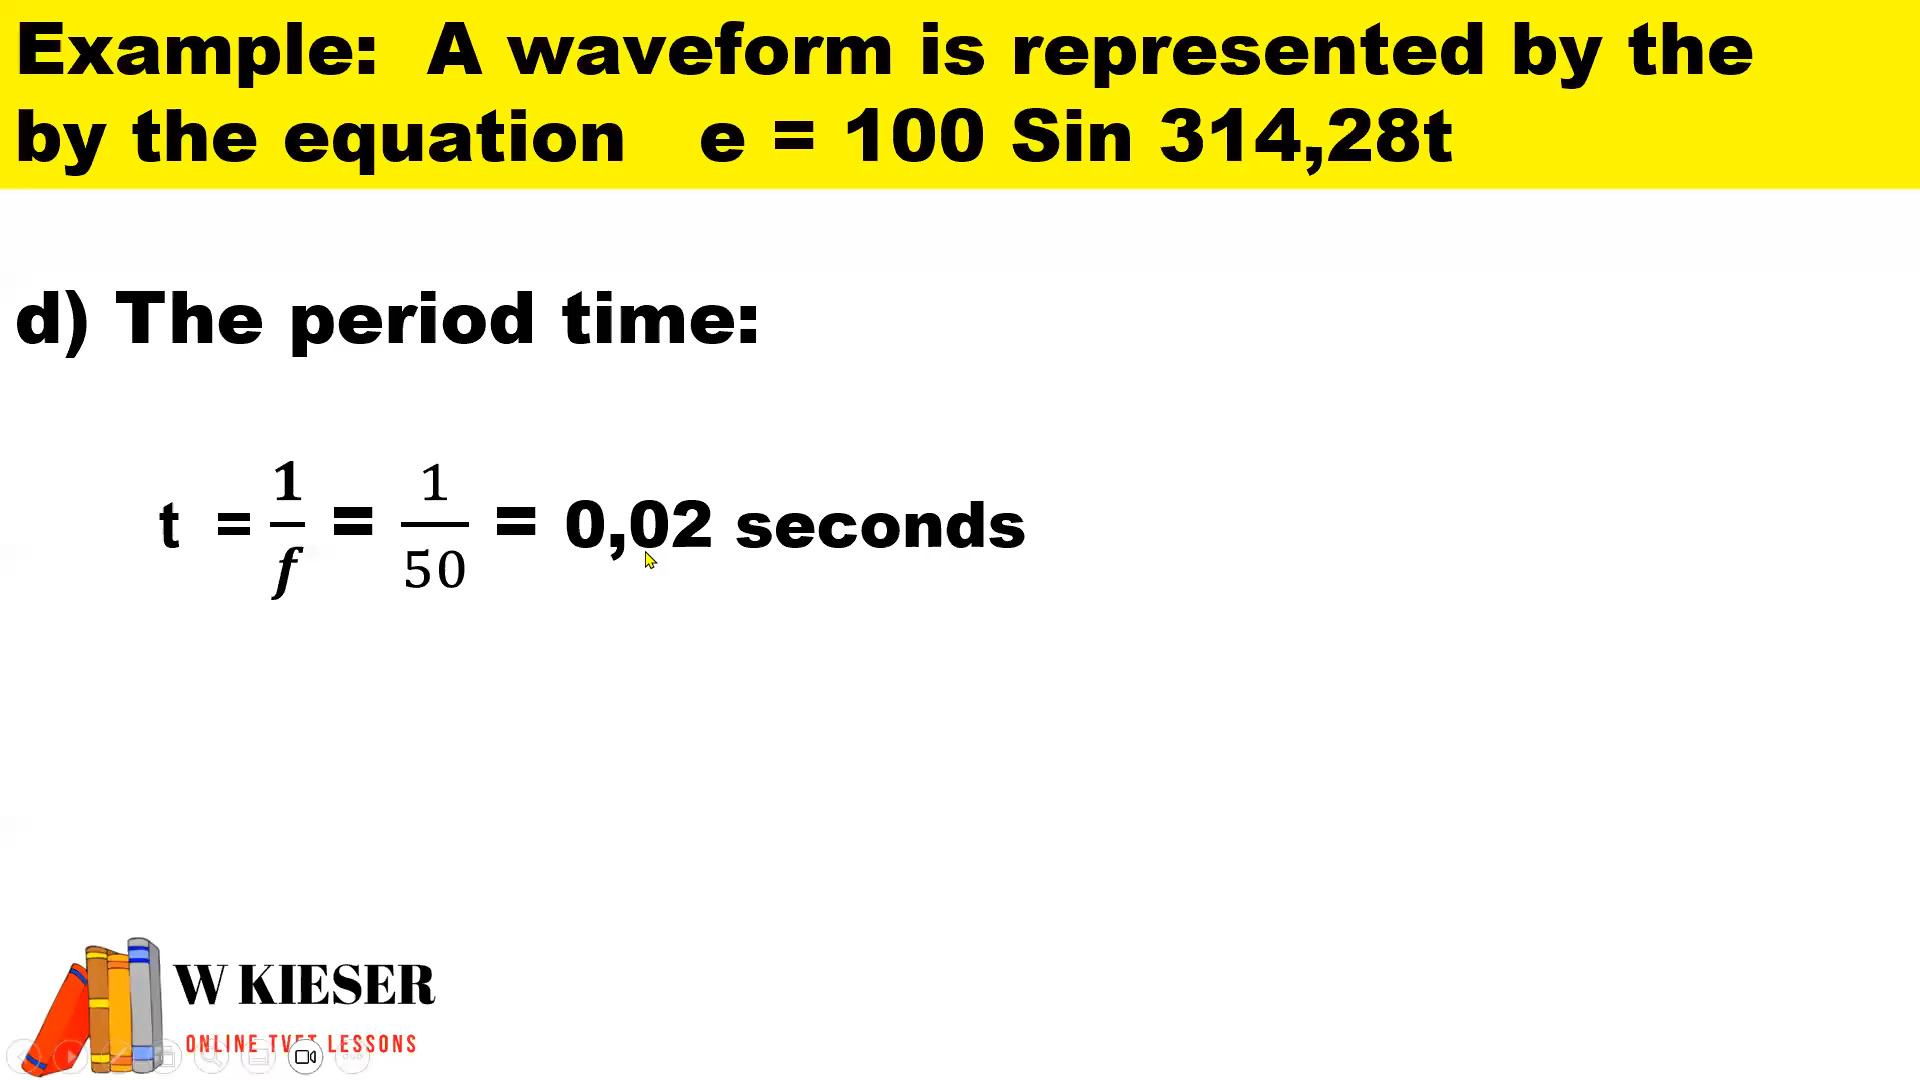 Example: A waveform is represented by the
by the equation e = 100 Sin 314,28t
d) The period time:
t = 1/f = 1/50 = 0,02 seconds
W KIESER
ONLINE TVET LESSONS